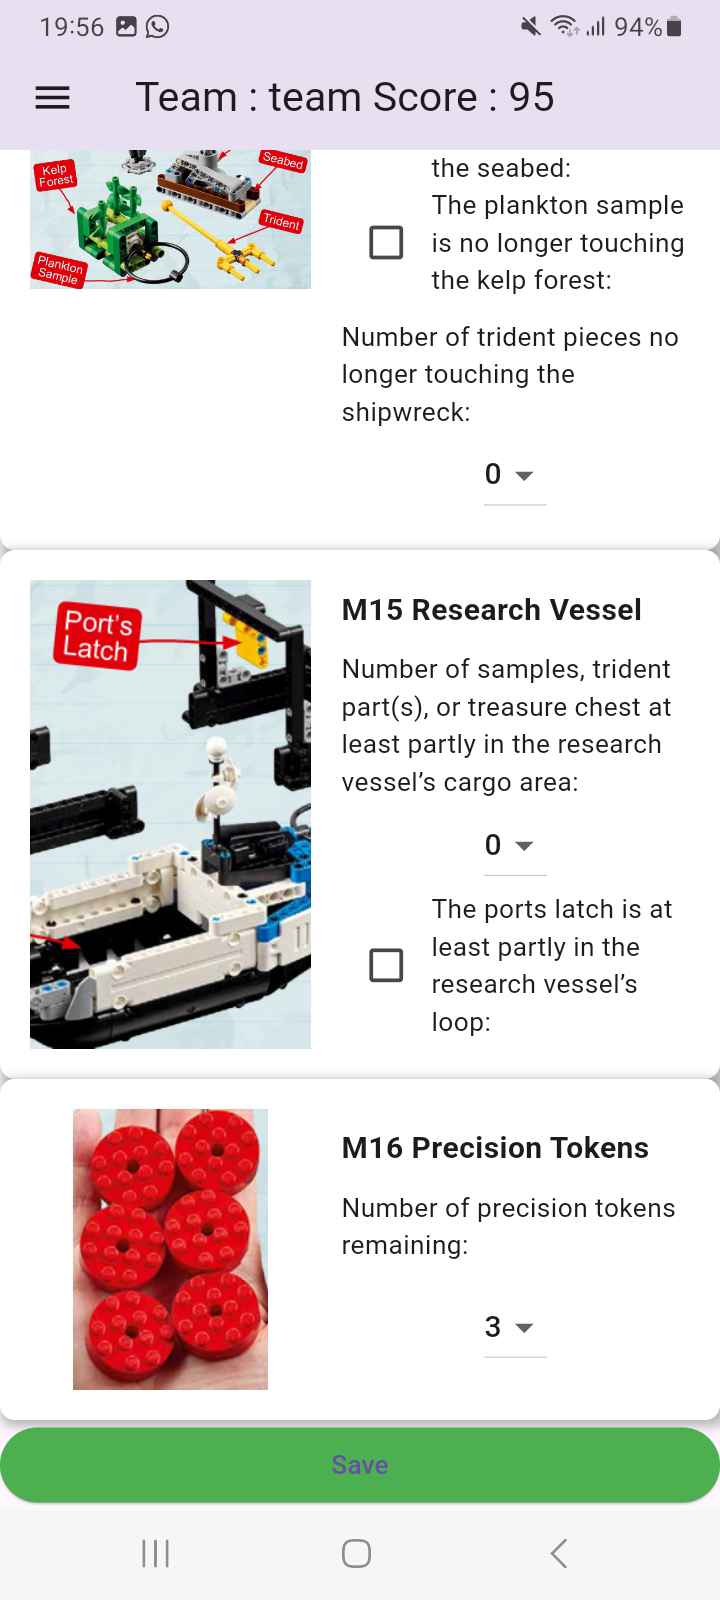 19:56
94%
Team : team Score : 95
Kelp
Forest
Seabed
Trident
Plankton
Sample
the seabed:
The plankton sample
is no longer touching
the kelp forest:
Number of trident pieces no
longer touching the
shipwreck:
0
Port's
Latch
M15 Research Vessel
Number of samples, trident
part(s), or treasure chest at
least partly in the research
vessel’s cargo area:
0
The ports latch is at
least partly in the
research vessel’s
loop:
M16 Precision Tokens
Number of precision tokens
remaining:
3
Save